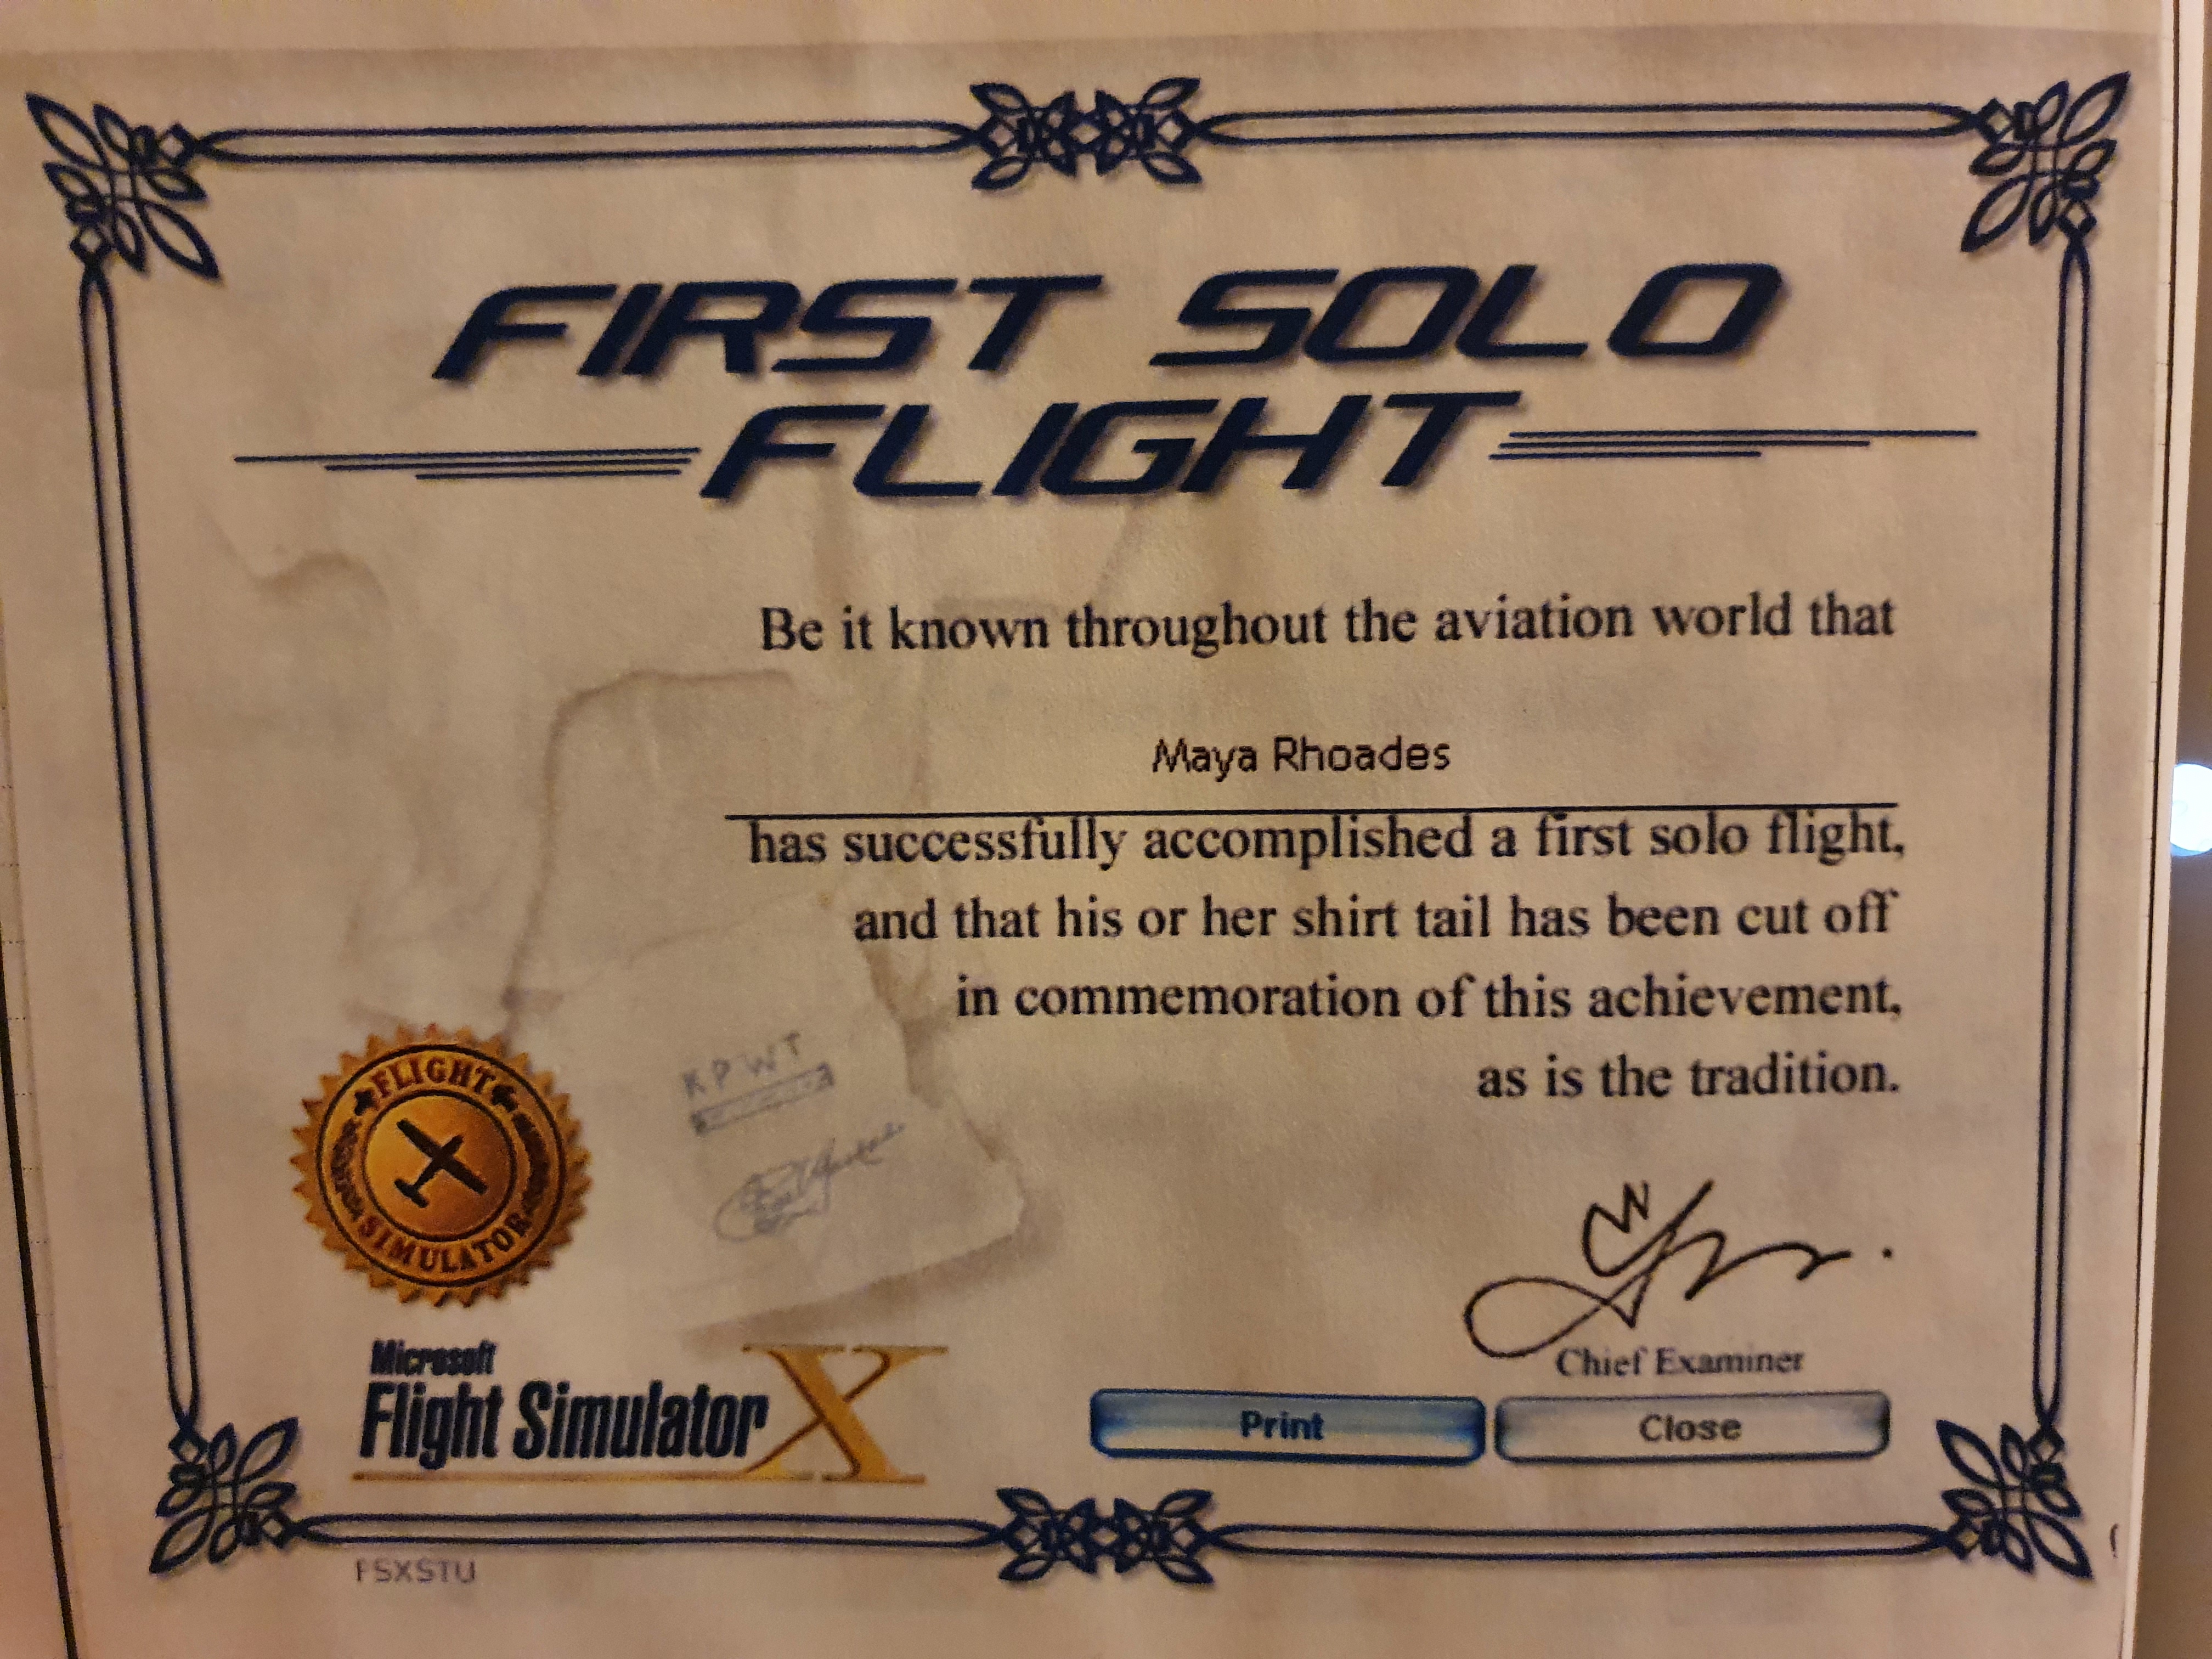 FIRST SOLO
FLIGHT
Be it known throughout the aviation world that
Maya Rhoades
has successfully accomplished a first solo flight,
and that his or her shirt tail has been cut off
in commemoration of this achievement,
as is the tradition.
KPWT
FLIGHT
SIMULATOR
Chief Examiner
Microsoft
Flight Simulator X
Print
Close
FSXSTU